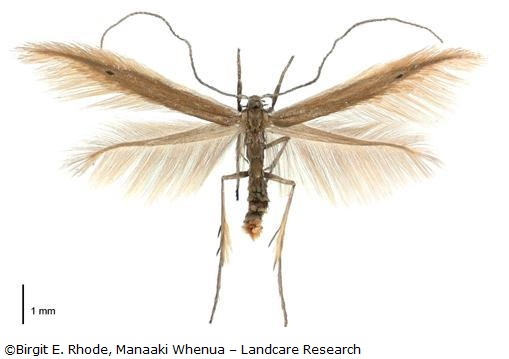 1 mm
©Birgit E. Rhode, Manaaki Whenua – Landcare Research